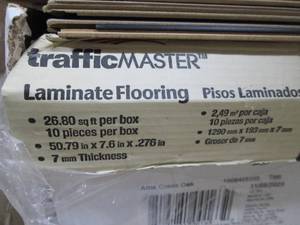 trafficMASTER™
Laminate Flooring Pisos Laminados
• 26.80 sq ft per box
10 pieces per box
• 50.79 in x 7.6 in x .276 in
• 7 mm Thickness
• 2,49 m² por caja
10 piezas por caja
• 1290 mm x 193 mm x 7 mm
• Grosor de 7 mm